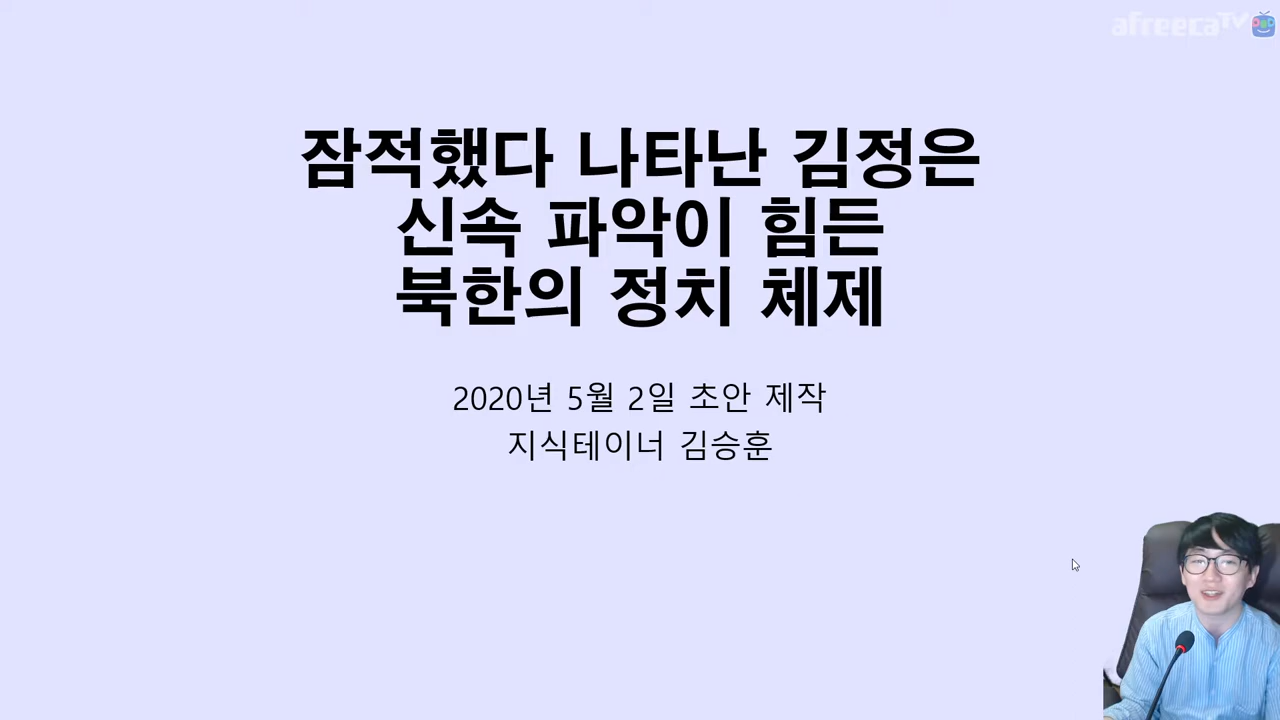 afreecaTV
잠적했다 나타난 김정은
신속 파악이 힘든
북한의 정치 체제
2020년 5월 2일 초안 제작
지식테이너 김승훈